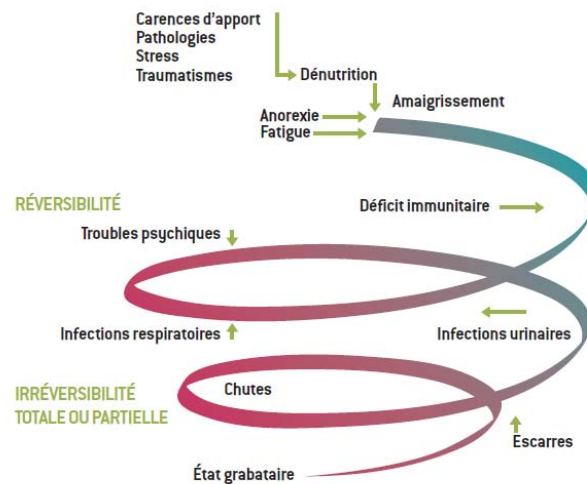 Carences d'apport
Pathologies
Stress
Traumatismes
Dénutrition
Amaigrissement
Anorexie
Fatigue
RÉVERSIBILITÉ
Déficit immunitaire
Troubles psychiques
Infections respiratoires
Infections urinaires
IRRÉVERSIBILITÉ
TOTALE OU PARTIELLE
Chutes
Escarres
État grabataire